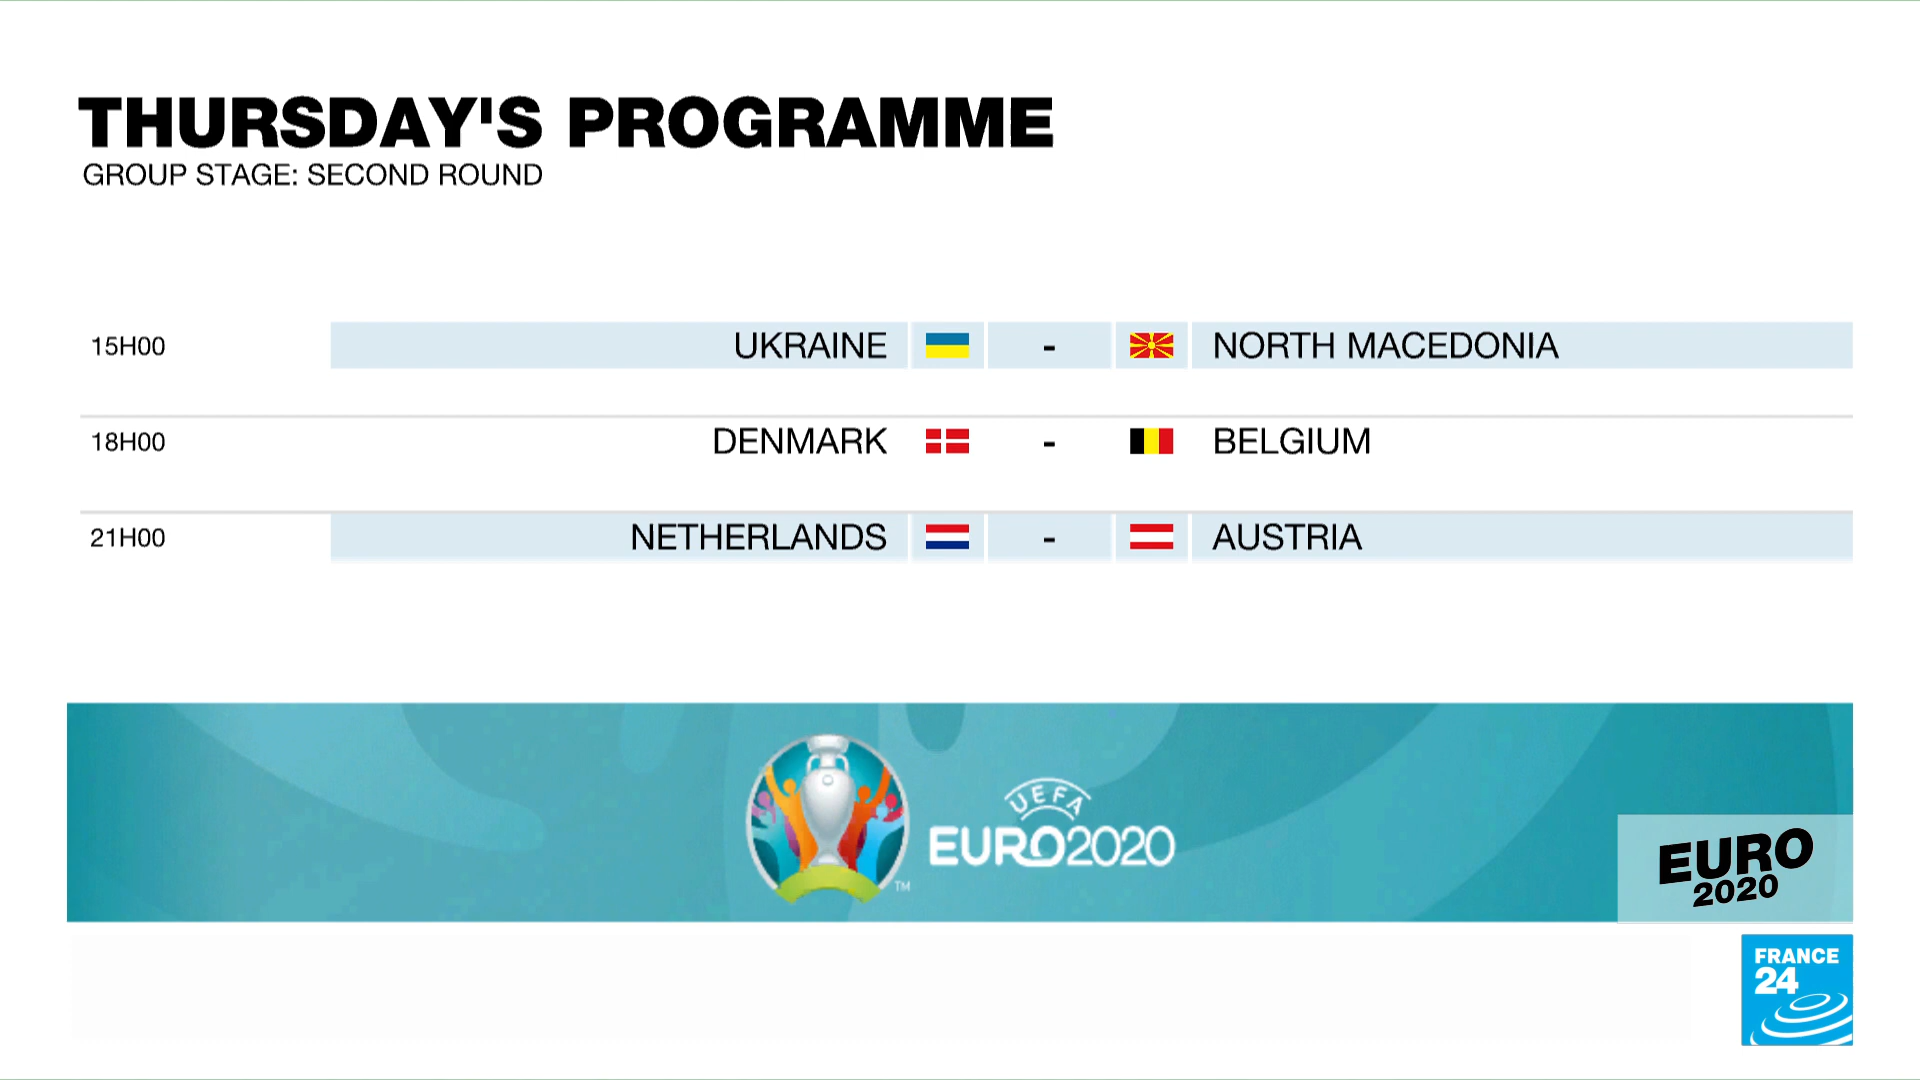 THURSDAY'S PROGRAMME
GROUP STAGE: SECOND ROUND
15H00 UKRAINE - NORTH MACEDONIA
18H00 DENMARK - BELGIUM
21H00 NETHERLANDS - AUSTRIA
UEFA
EURO2020
TM
EURO
2020
FRANCE
24